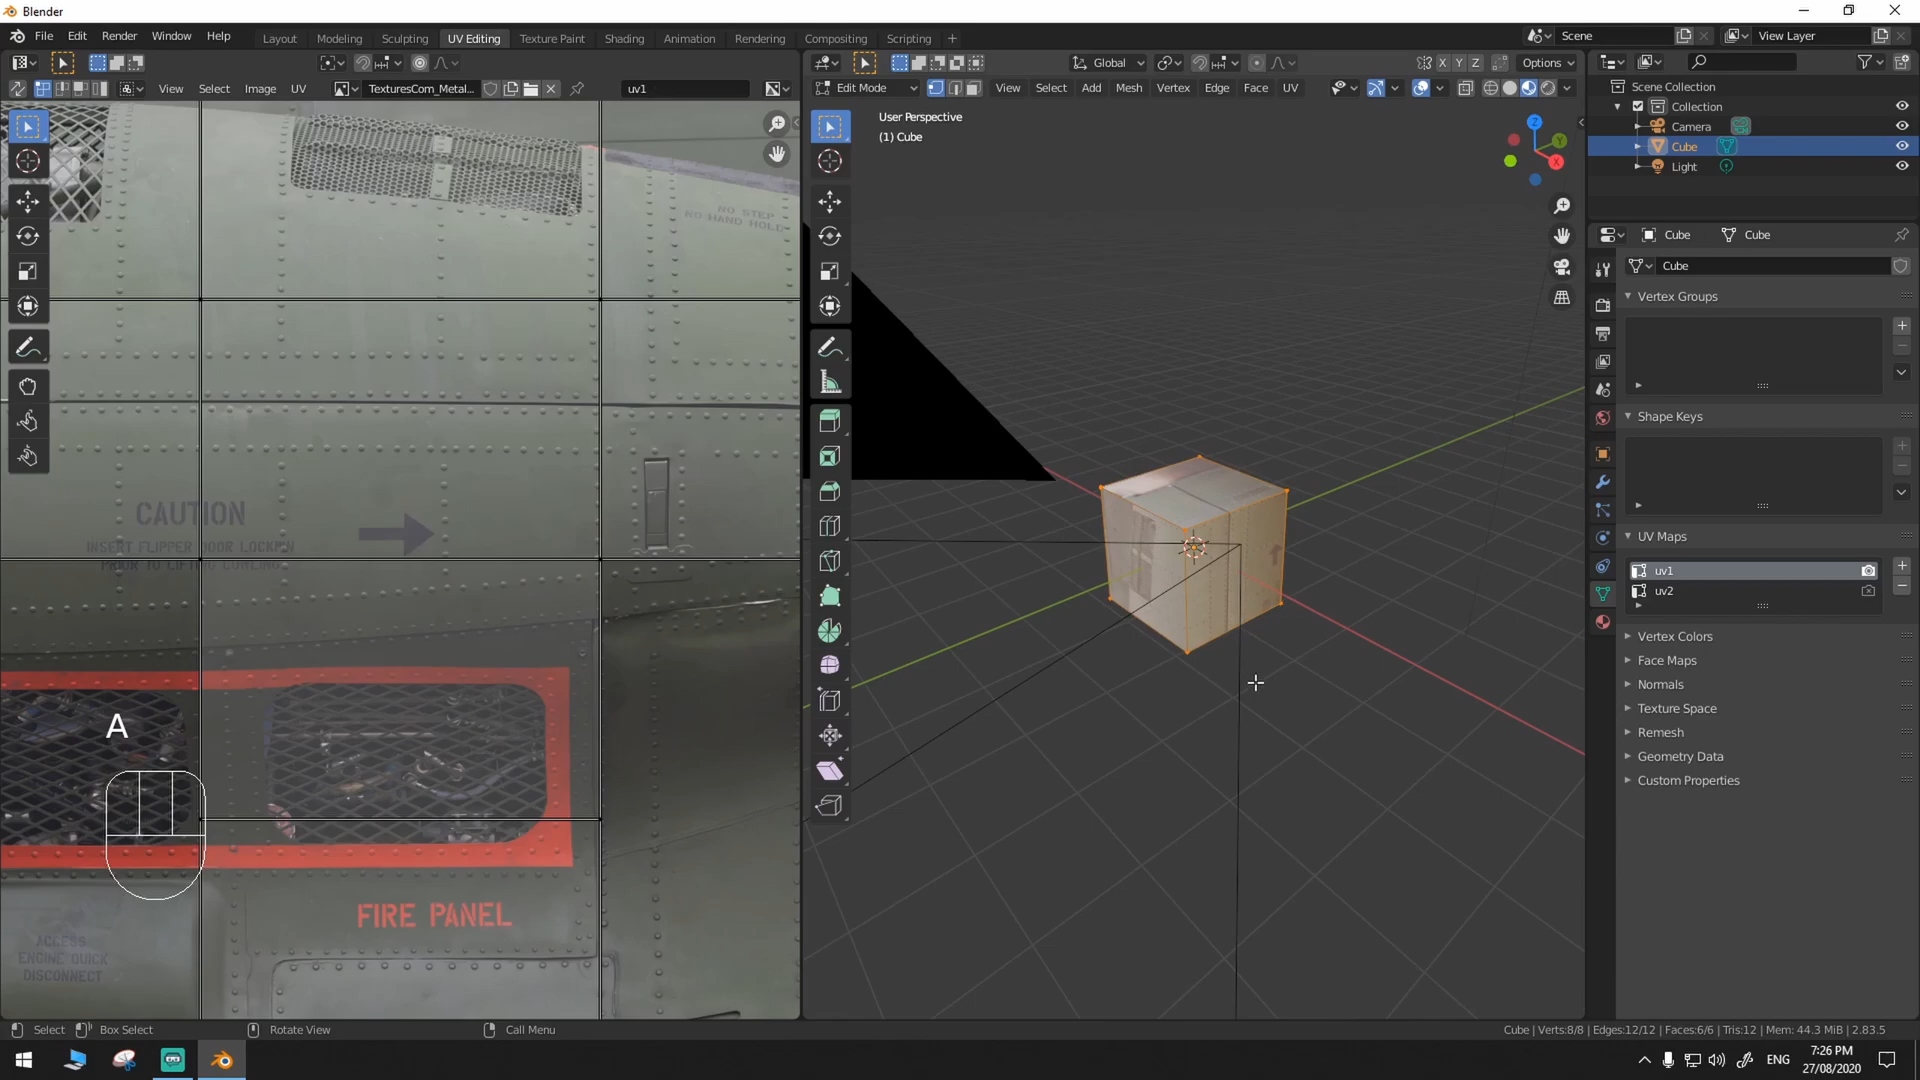 Blender
File Edit Render Window Help
Layout Modeling Sculpting UV Editing Texture Paint Shading Animation Rendering Compositing Scripting +
Scene View Layer
Global X Y Z Options
View Select Image UV TexturesCom_Metal... uv1
Edit Mode View Select Add Mesh Vertex Edge Face UV
User Perspective
(1) Cube
Z Y X
Scene Collection
Collection
Camera
Cube
Light
Cube Cube
Cube
Vertex Groups
Shape Keys
UV Maps
uv1
uv2
Vertex Colors
Face Maps
Normals
Texture Space
Remesh
Geometry Data
Custom Properties
NO STEP
NO HAND HOLD
CAUTION
INSERT FLIPPER DOOR LOCKPIN
PRIOR TO LIFTING COWLING
A
FIRE PANEL
ACCESS
ENGINE QUICK
DISCONNECT
Select Box Select Rotate View Call Menu
Cube | Verts:8/8 | Edges:12/12 | Faces:6/6 | Tris:12 | Mem: 44.3 MiB | 2.83.5
ENG
7:26 PM
27/08/2020